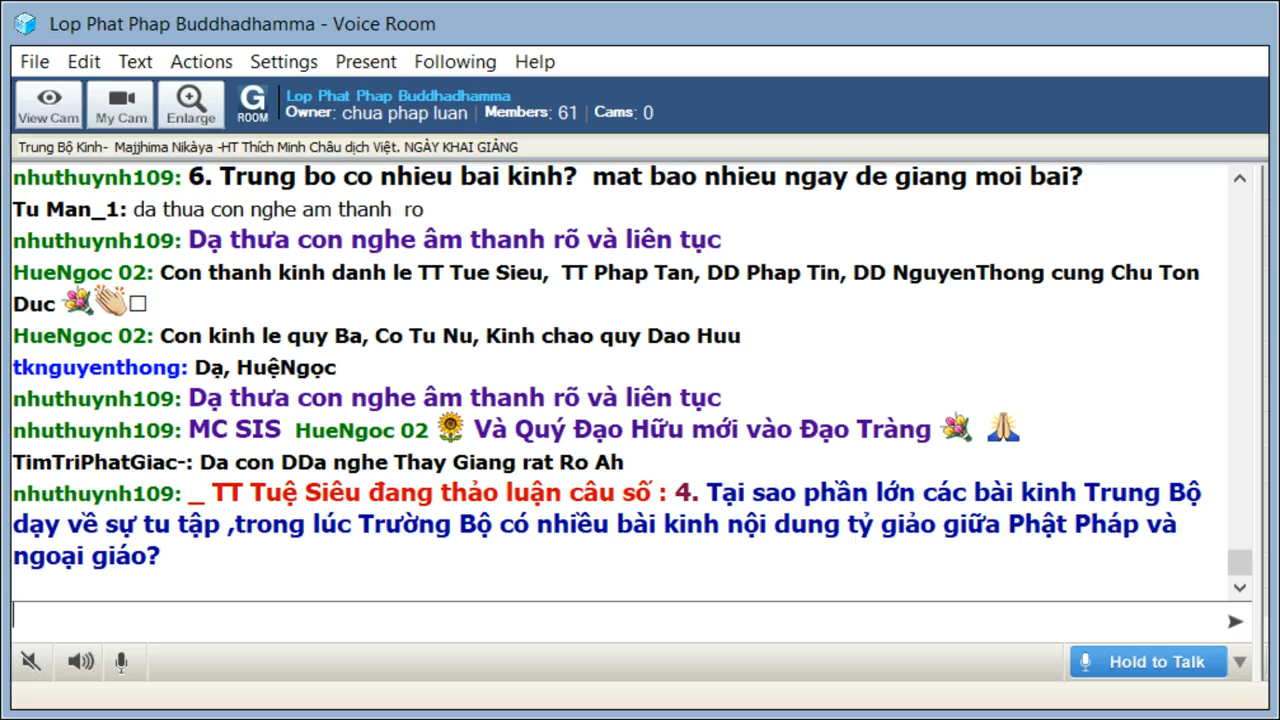 Lop Phat Phap Buddhadhamma - Voice Room
File Edit Text Actions Settings Present Following Help
View Cam My Cam Enlarge G ROOM
Lop Phat Phap Buddhadhamma
Owner: chua phap luan | Members: 61 | Cams: 0
Trung Bộ Kinh- Majjhima Nikàya -HT Thích Minh Châu dịch Việt. NGÀY KHAI GIẢNG
nhuthuynh109: 6. Trung bo co nhieu bai kinh? mat bao nhieu ngay de giang moi bai?
Tu Man_1: da thua con nghe am thanh ro
nhuthuynh109: Dạ thưa con nghe âm thanh rõ và liên tục
HueNgoc 02: Con thanh kinh danh le TT Tue Sieu, TT Phap Tan, DD Phap Tin, DD NguyenThong cung Chu Ton
Duc
HueNgoc 02: Con kinh le quy Ba, Co Tu Nu, Kinh chao quy Dao Huu
tknguyenthong: Dạ, HuệNgọc
nhuthuynh109: Dạ thưa con nghe âm thanh rõ và liên tục
nhuthuynh109: MC SIS HueNgoc 02 Và Quý Đạo Hữu mới vào Đạo Tràng
TimTriPhatGiac-: Da con DDa nghe Thay Giang rat Ro Ah
nhuthuynh109: _ TT Tuệ Siêu đang thảo luận câu số : 4. Tại sao phần lớn các bài kinh Trung Bộ
dạy về sự tu tập ,trong lúc Trường Bộ có nhiều bài kinh nội dung tỷ giảo giữa Phật Pháp và
ngoại giáo?
Hold to Talk